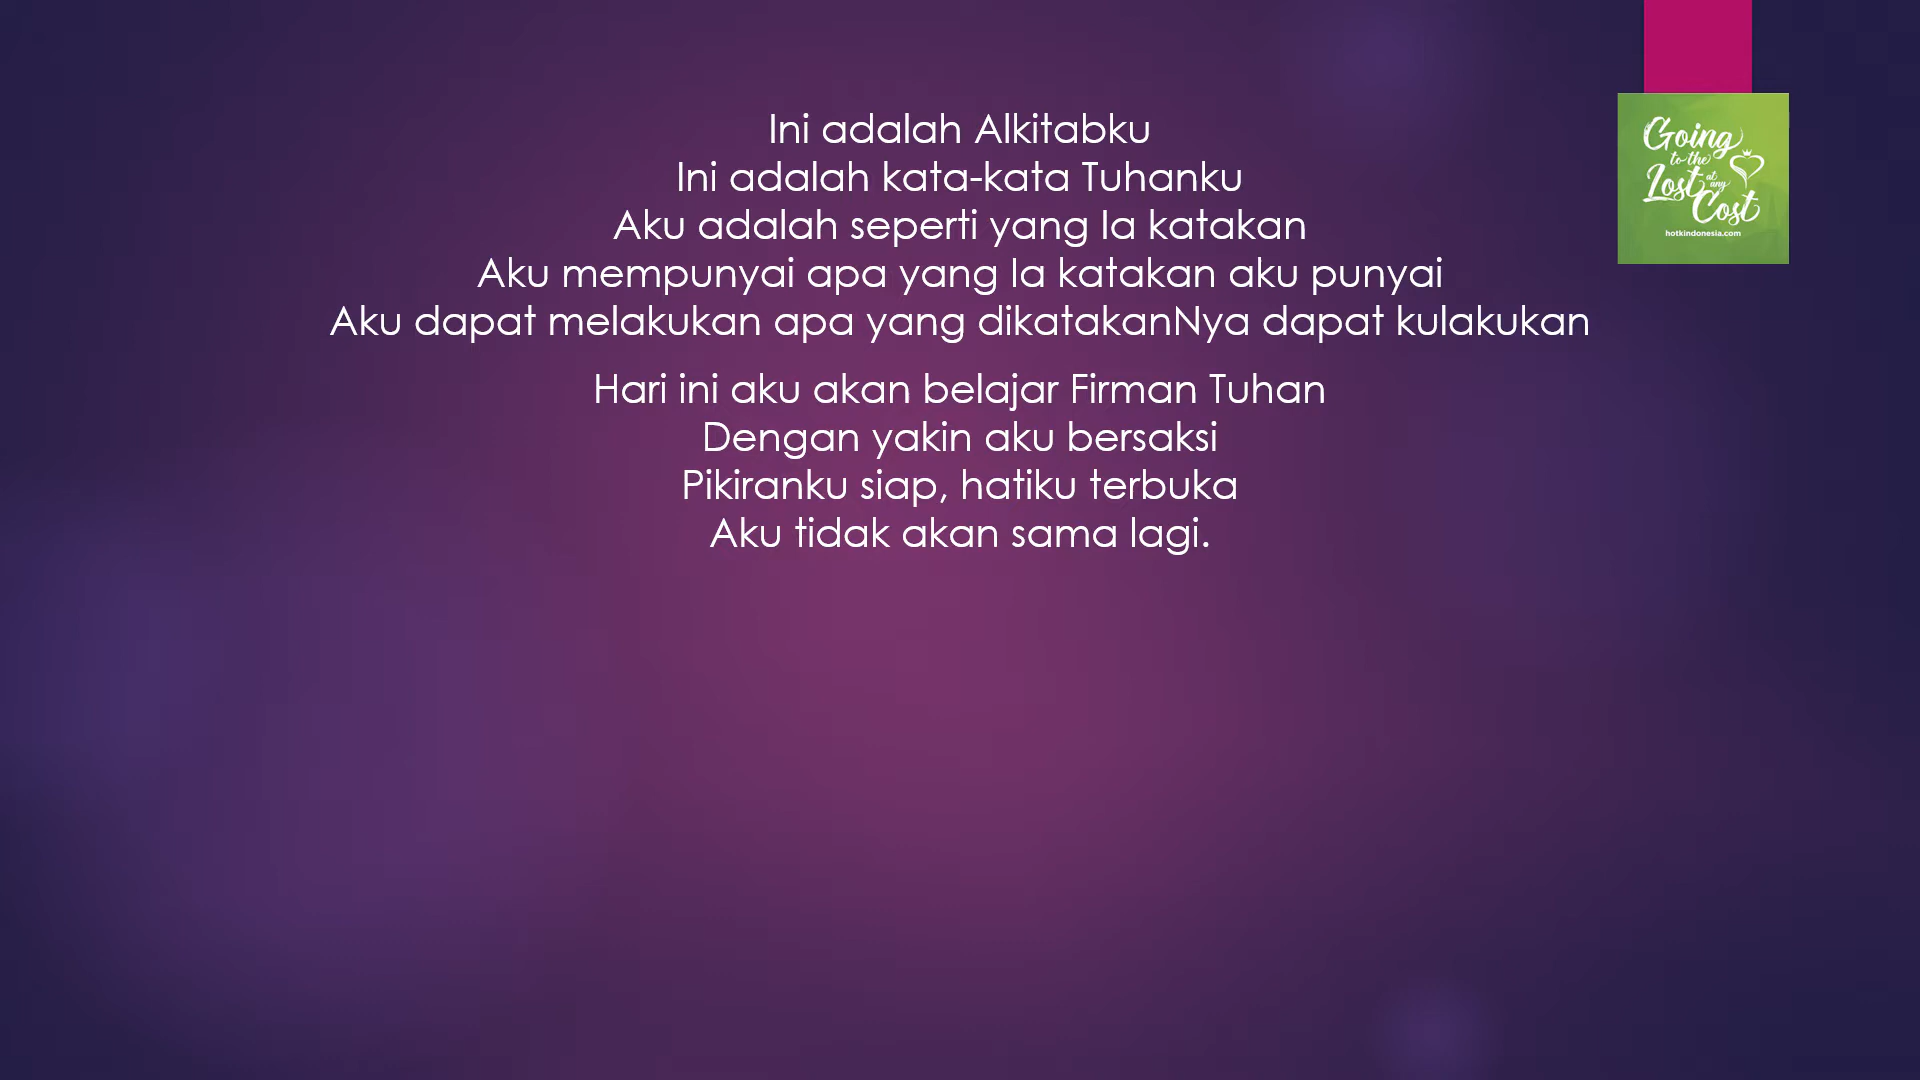 Ini adalah Alkitabku
Ini adalah kata-kata Tuhanku
Aku adalah seperti yang Ia katakan
Aku mempunyai apa yang Ia katakan aku punyai
Aku dapat melakukan apa yang dikatakanNya dapat kulakukan
Hari ini aku akan belajar Firman Tuhan
Dengan yakin aku bersaksi
Pikiranku siap, hatiku terbuka
Aku tidak akan sama lagi.
Going
to the
Lost at any
Cost
hotkindonesia.com